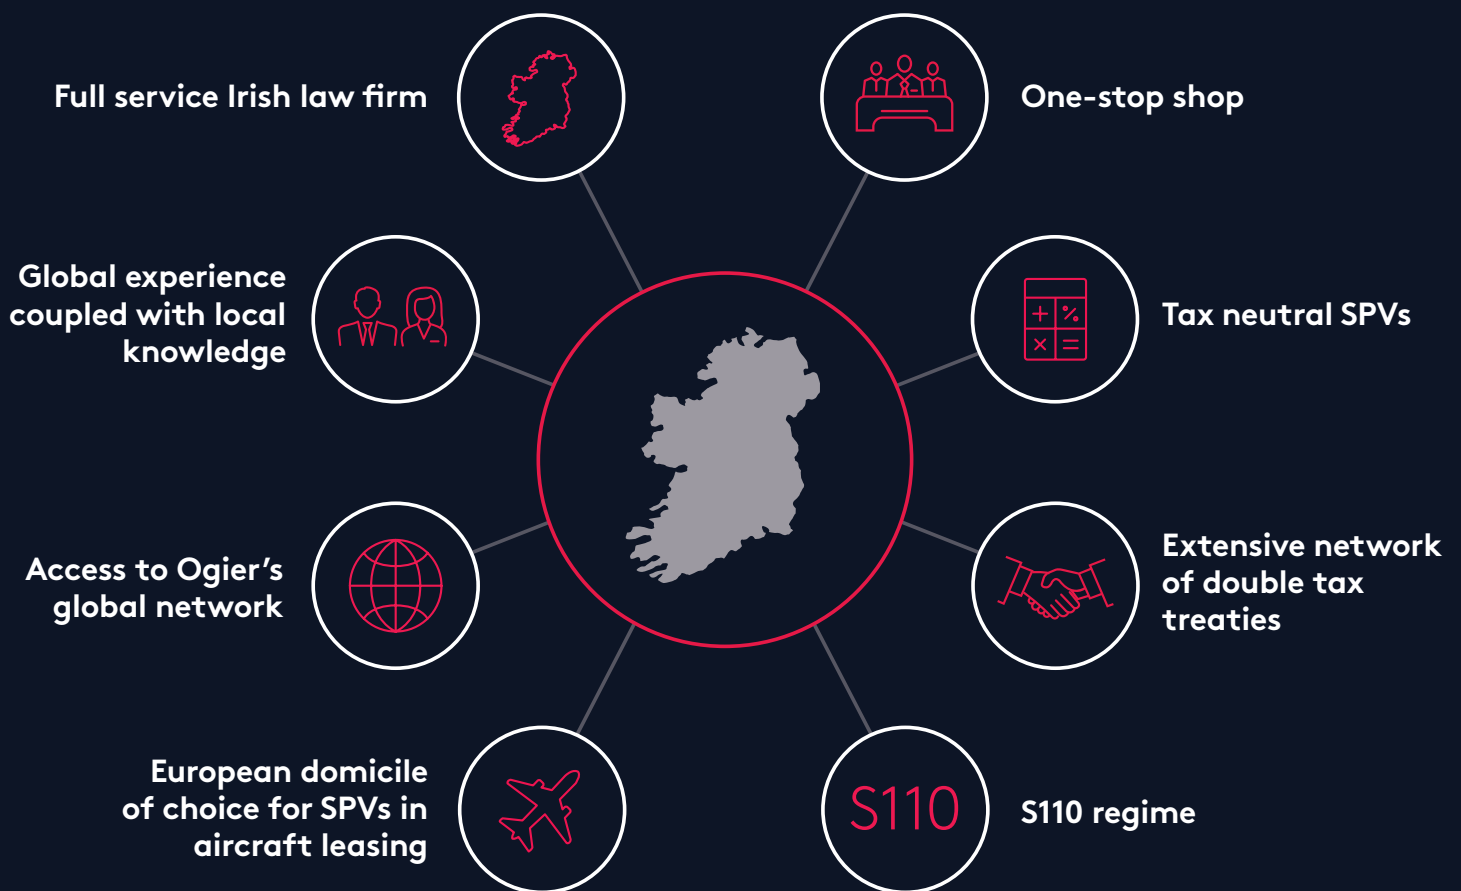 Full service Irish law firm
One-stop shop
Global experience
coupled with local
knowledge
Tax neutral SPVs
Access to Ogier’s
global network
Extensive network
of double tax
treaties
European domicile
of choice for SPVs in
aircraft leasing
S110
S110 regime